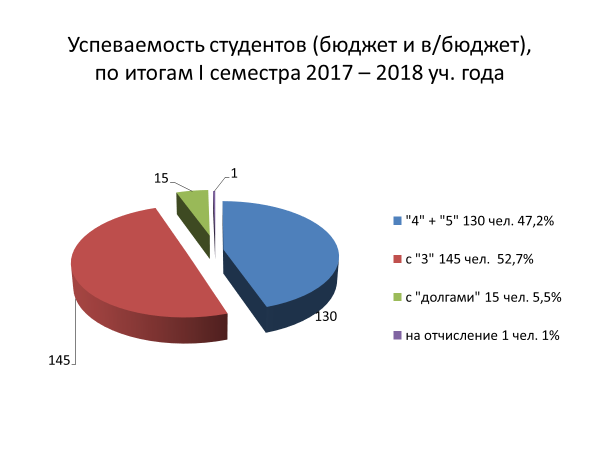 Успеваемость студентов (бюджет и в/бюджет),
по итогам I семестра 2017 – 2018 уч. года
15
1
130
145
"4" + "5" 130 чел. 47,2%
с "3" 145 чел. 52,7%
с "долгами" 15 чел. 5,5%
на отчисление 1 чел. 1%